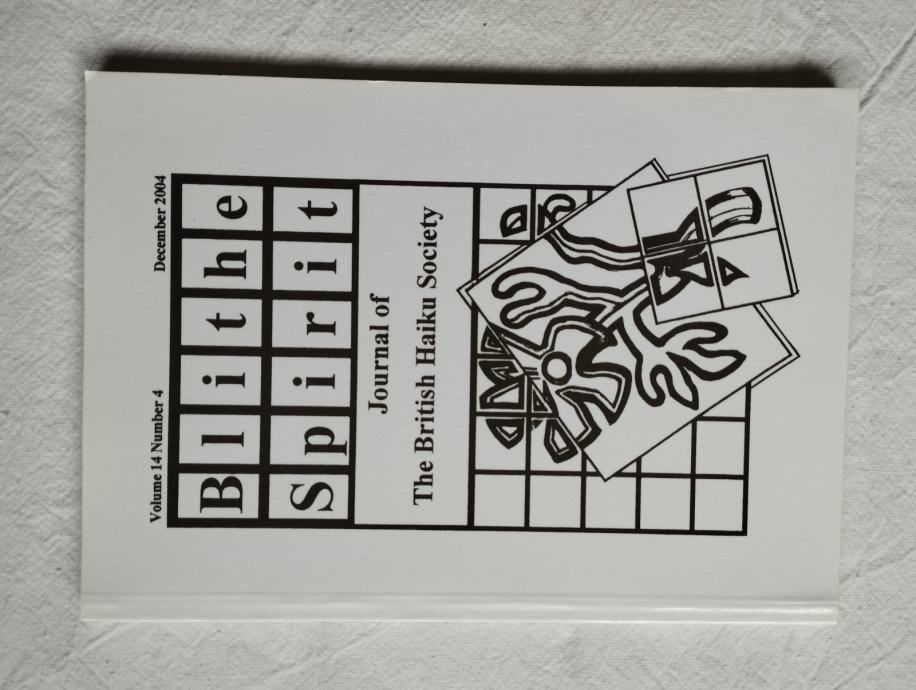 Volume 14 Number 4 December 2004
Blithe
Spirit
Journal of
The British Haiku Society